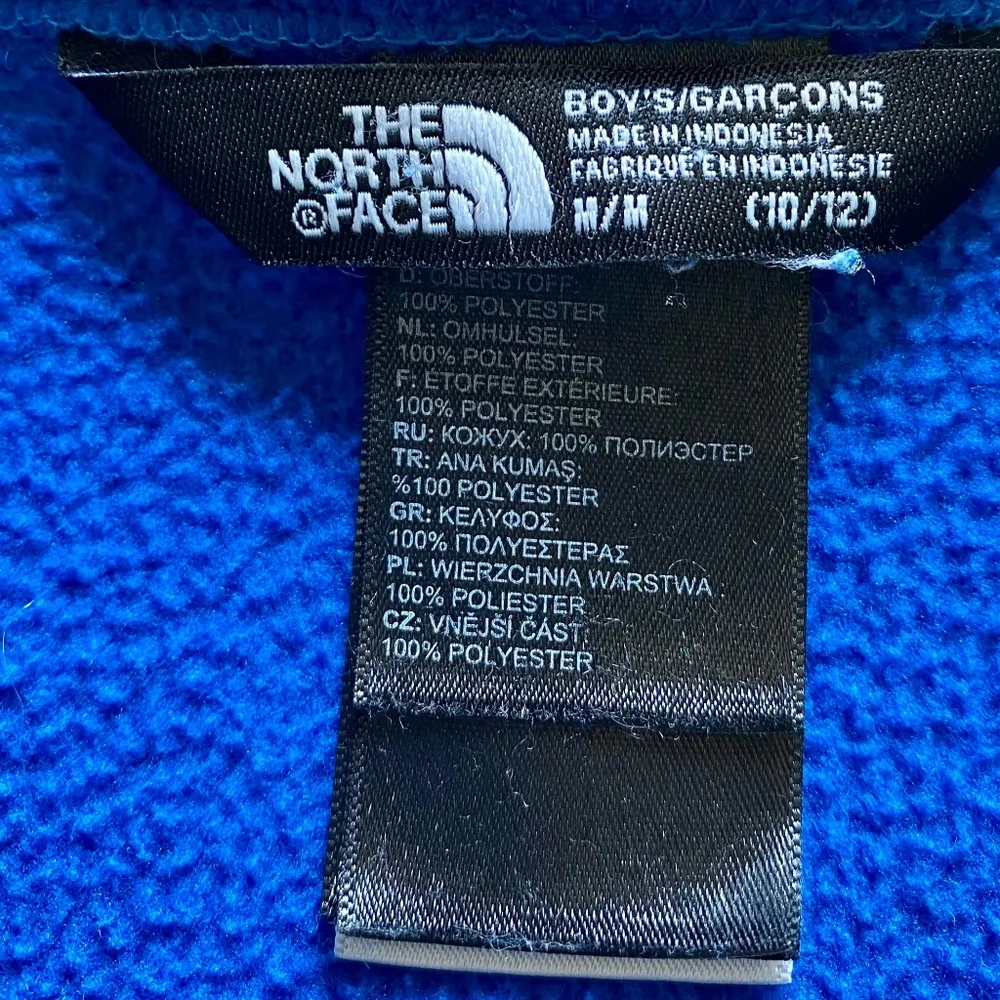 THE
NORTH
®FACE
BOY'S/GARÇONS
MADE IN INDONESIA
FABRIQUE EN INDONESIE
M/M (10/12)
D: OBERSTOFF:
100% POLYESTER
NL: OMHULSEL:
100% POLYESTER
F: ÉTOFFE EXTÉRIEURE:
100% POLYESTER
RU: КОЖУХ: 100% ПОЛИЭСТЕР
TR: ANA KUMAŞ:
%100 POLYESTER
GR: ΚΕΛΥΦΟΣ:
100% ΠΟΛΥΕΣΤΕΡΑΣ
PL: WIERZCHNIA WARSTWA
100% POLIESTER
CZ: VNĚJŠÍ ČÁST:
100% POLYESTER